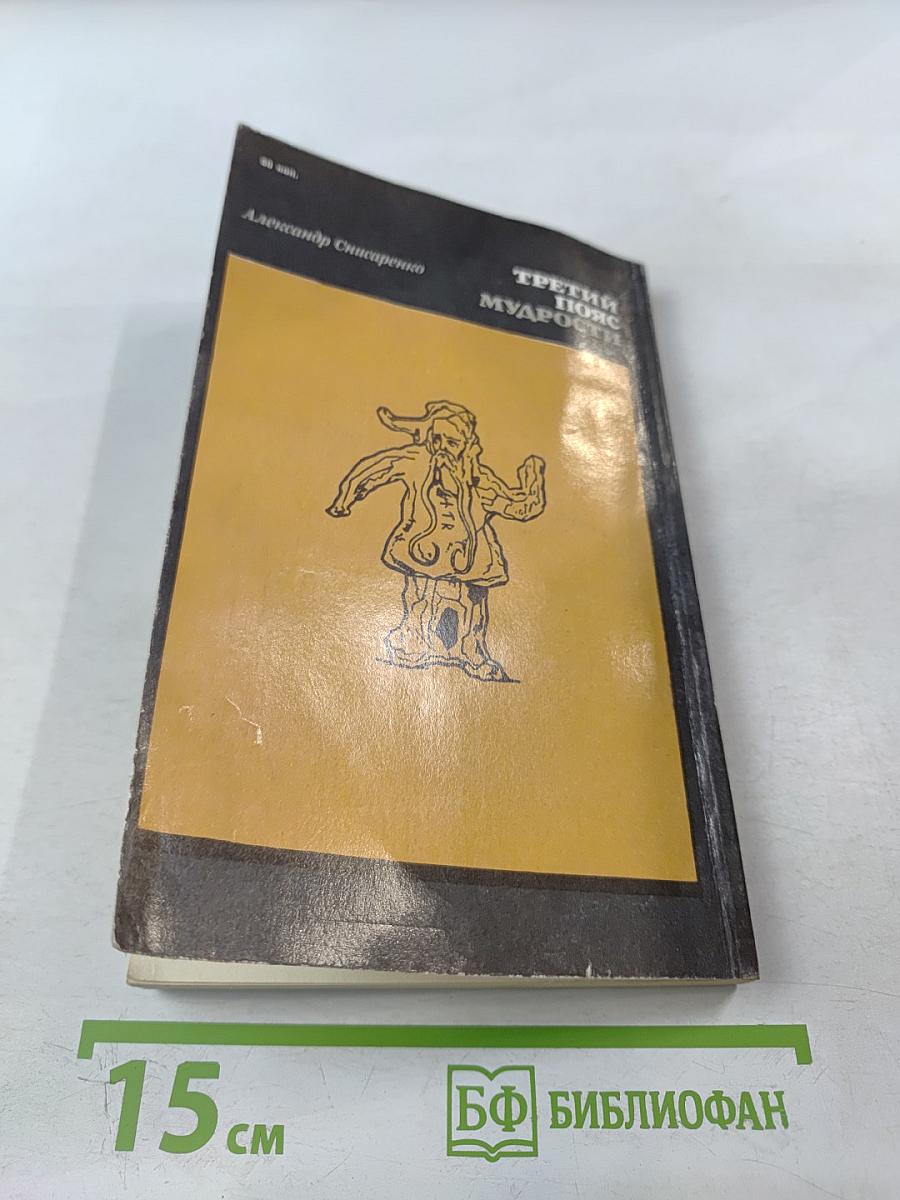 Александр Снисаренко
ТРЕТИЙ
ПОЯС
МУДРОСТИ
15 см
БФ БИБЛИОФАН